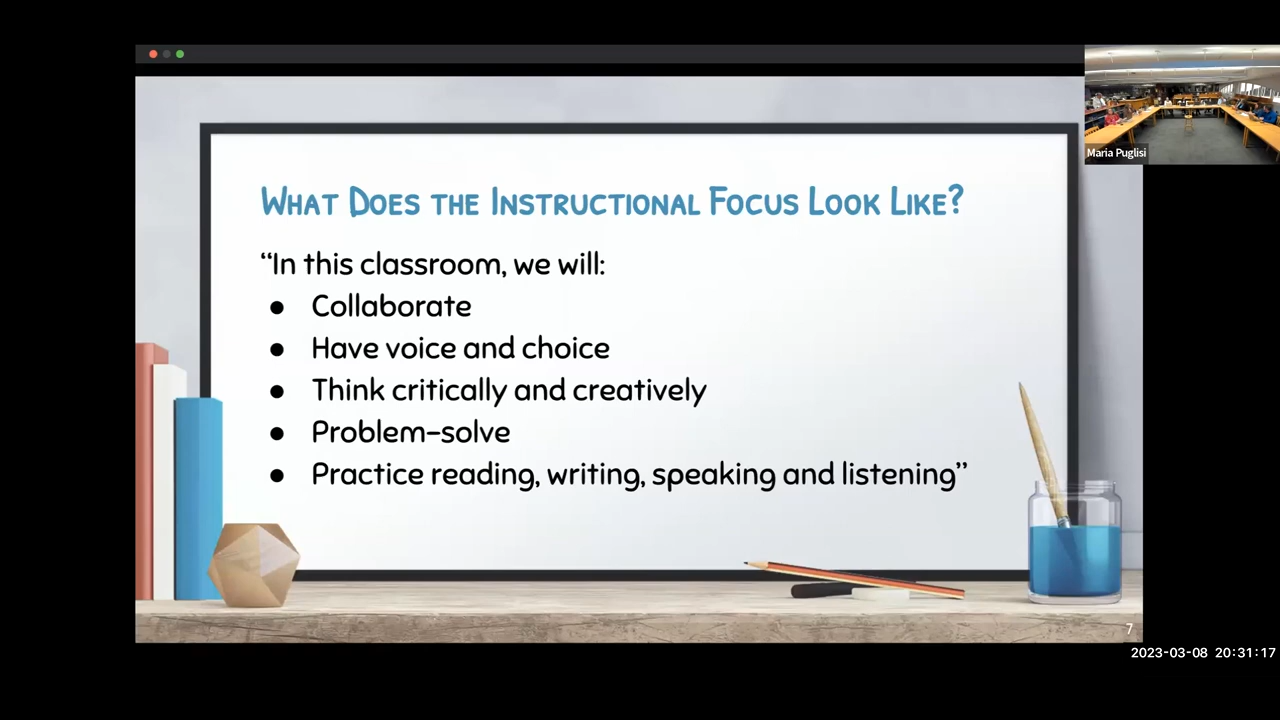 Maria Puglisi
What Does the Instructional Focus Look Like?
“In this classroom, we will:
● Collaborate
● Have voice and choice
● Think critically and creatively
● Problem-solve
● Practice reading, writing, speaking and listening”
7
2023-03-08 20:31:17